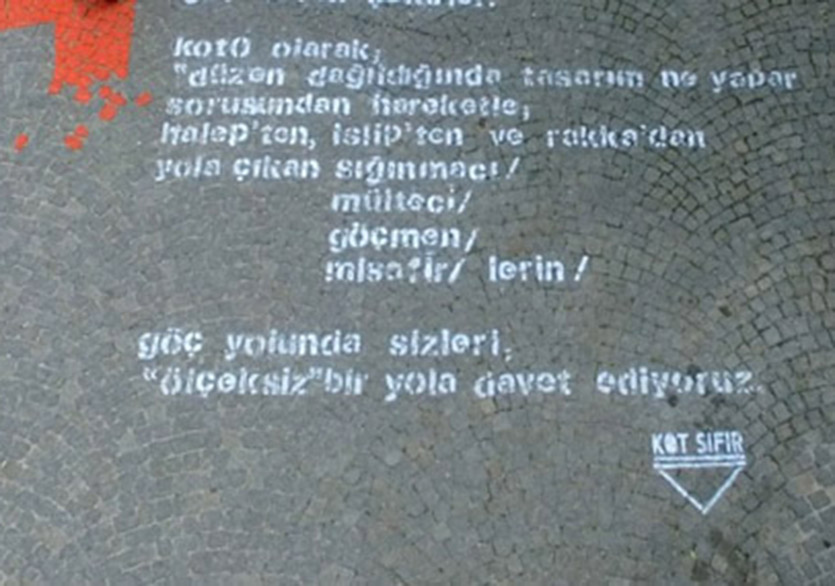 kot0 olarak,
"düzen dağıldığında tasarım ne yapar
sorusundan hareketle,
halep'ten, islip'ten ve rakka'dan
yola çıkan sığınmacı/
mülteci/
göçmen/
misafir/ lerin/
göç yolunda sizleri,
"ölçeksiz"bir yola davet ediyoruz.
KOT SIFIR